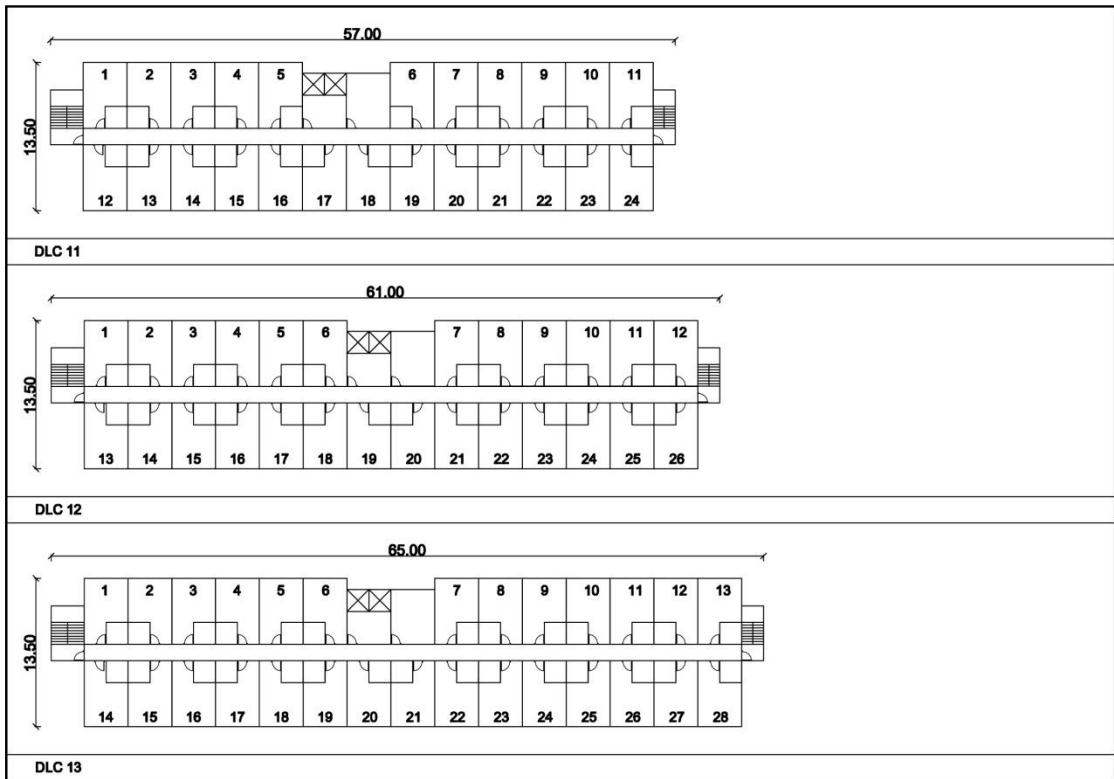 57.00
1 2 3 4 5 6 7 8 9 10 11
13.50
12 13 14 15 16 17 18 19 20 21 22 23 24
DLC 11
61.00
1 2 3 4 5 6 7 8 9 10 11 12
13.50
13 14 15 16 17 18 19 20 21 22 23 24 25 26
DLC 12
65.00
1 2 3 4 5 6 7 8 9 10 11 12 13
13.50
14 15 16 17 18 19 20 21 22 23 24 25 26 27 28
DLC 13